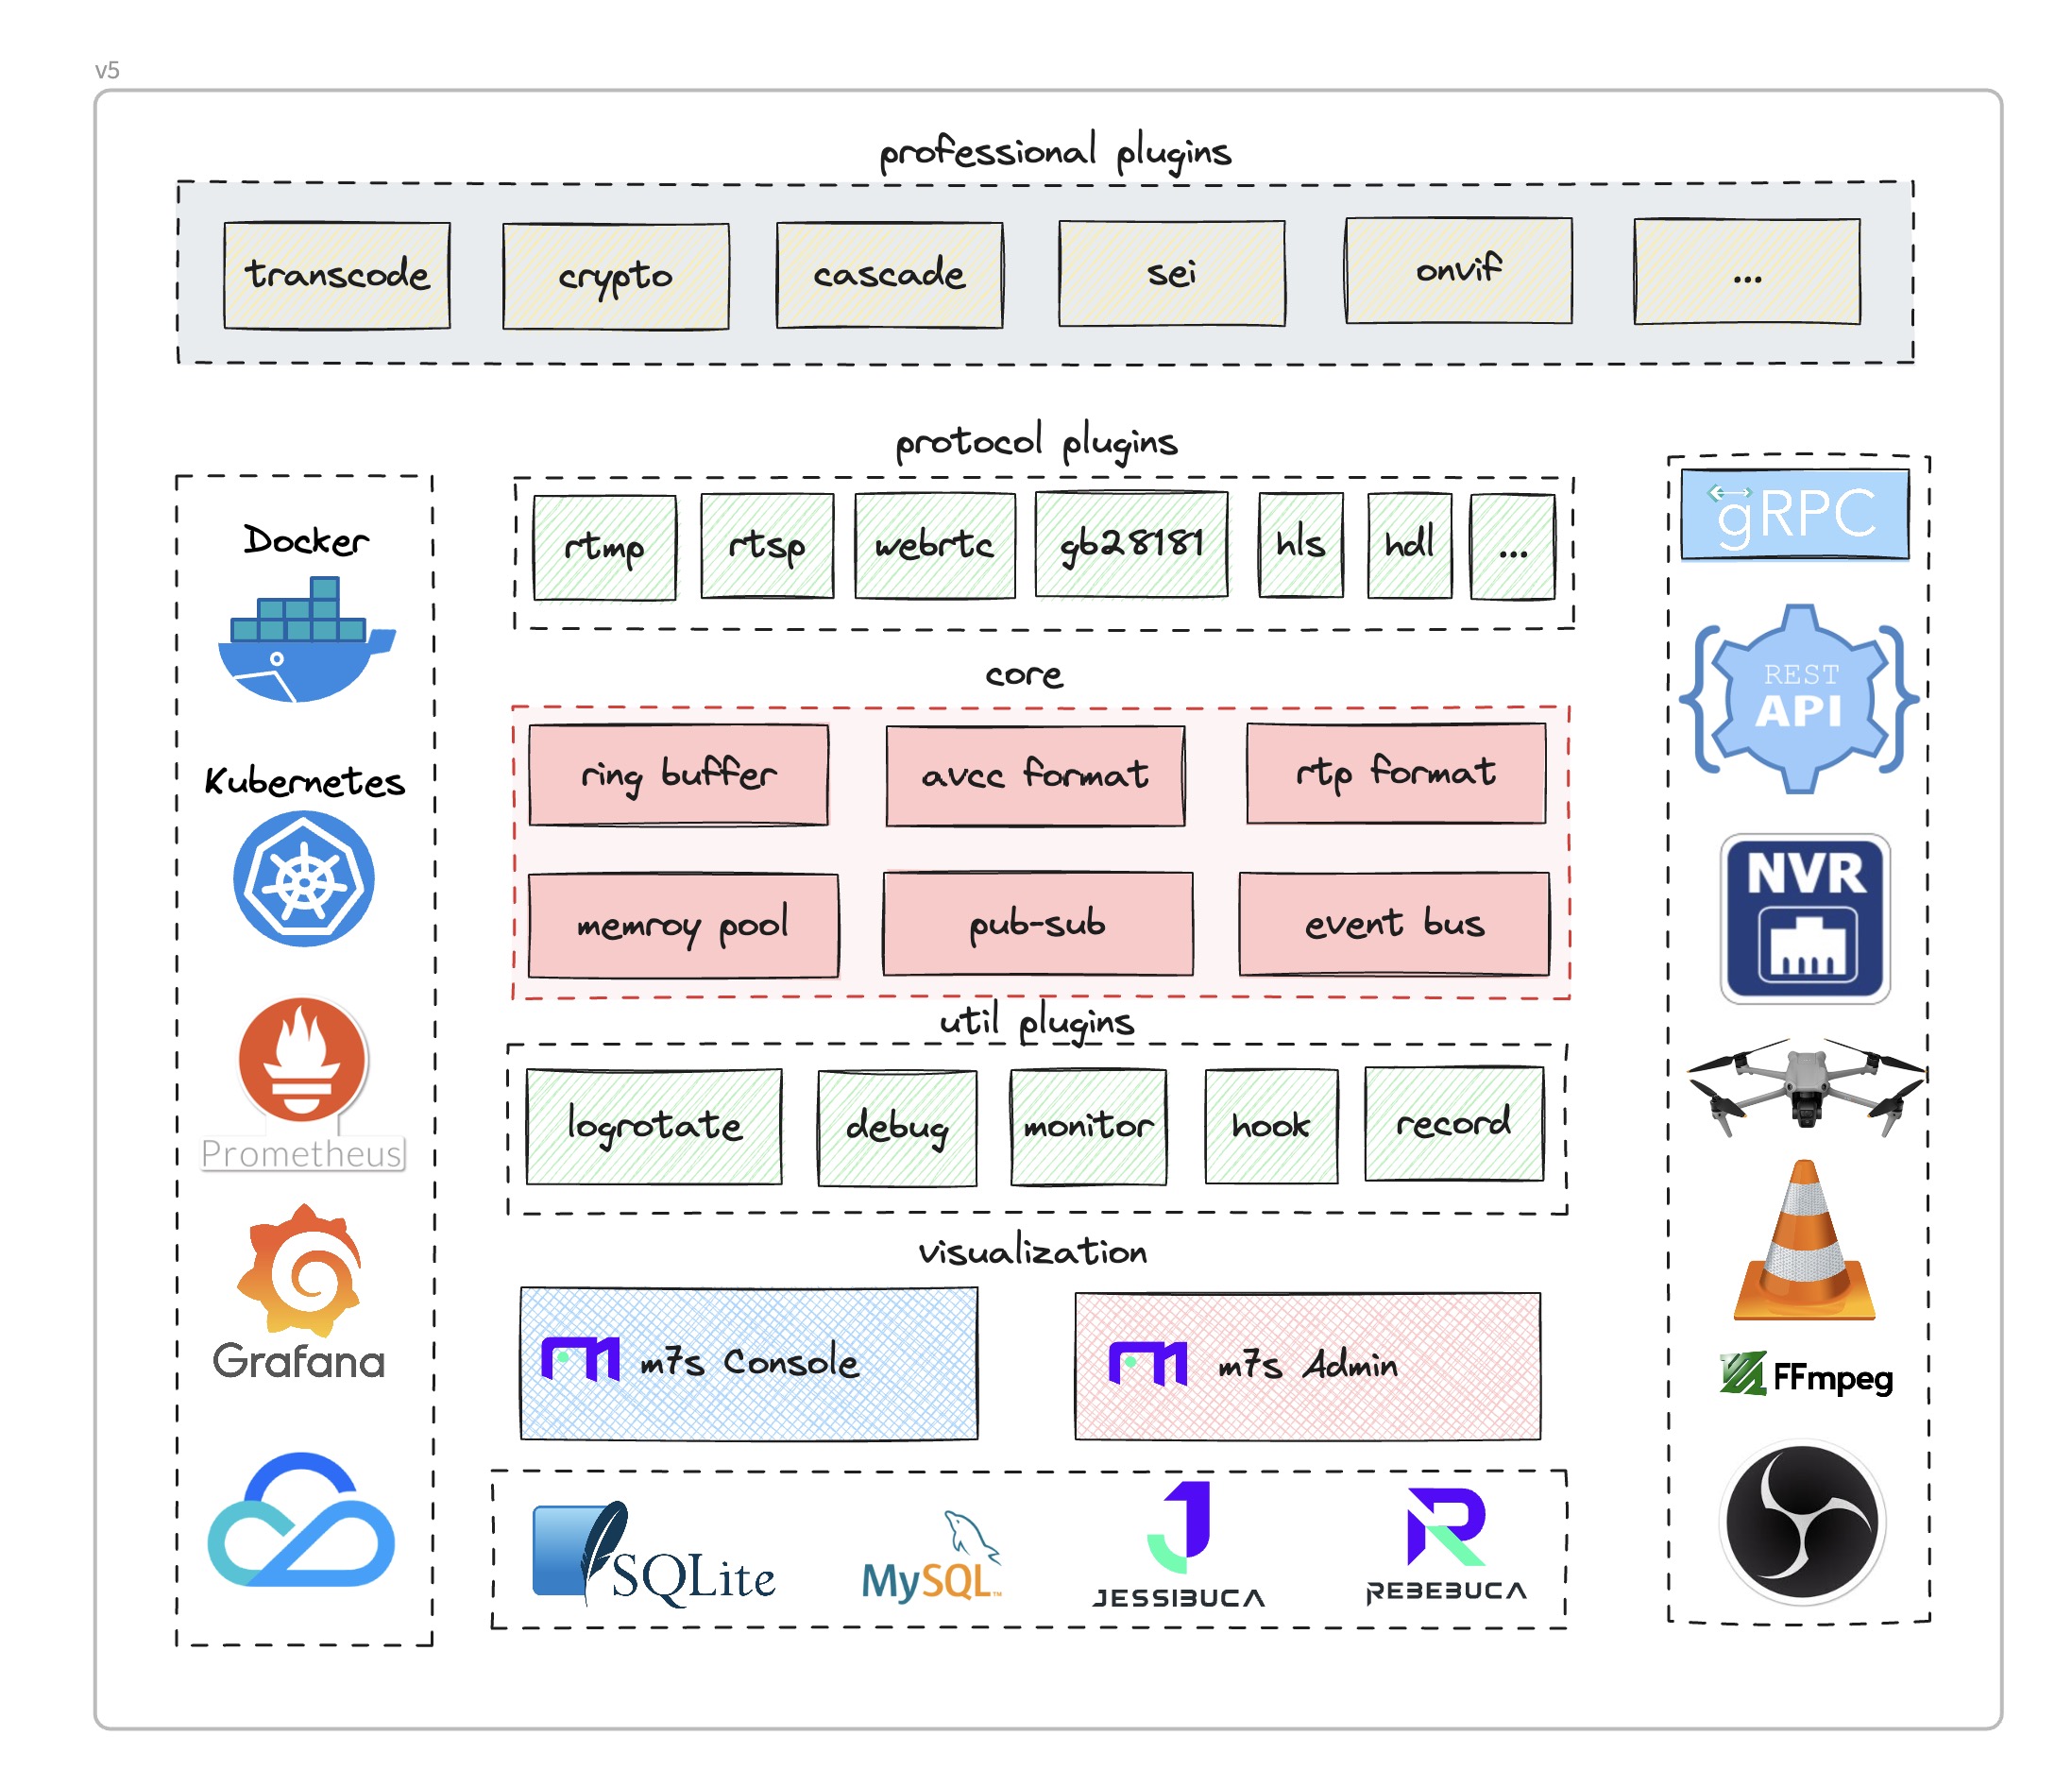 v5
professional plugins
transcode
crypto
cascade
sei
onvif
...
protocol plugins
rtmp
rtsp
webrtc
gb28181
hls
hdl
...
core
ring buffer
avcc format
rtp format
memroy pool
pub-sub
event bus
util plugins
logrotate
debug
monitor
hook
record
visualization
m7s Console
m7s Admin
SQLite
MySQL™
JESSIBUCA
REBEBUCA
Docker
Kubernetes
Prometheus
Grafana
gRPC
REST
API
NVR
FFmpeg